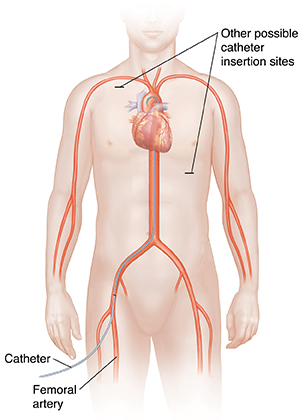 Other possible
catheter
insertion sites
Catheter
Femoral
artery